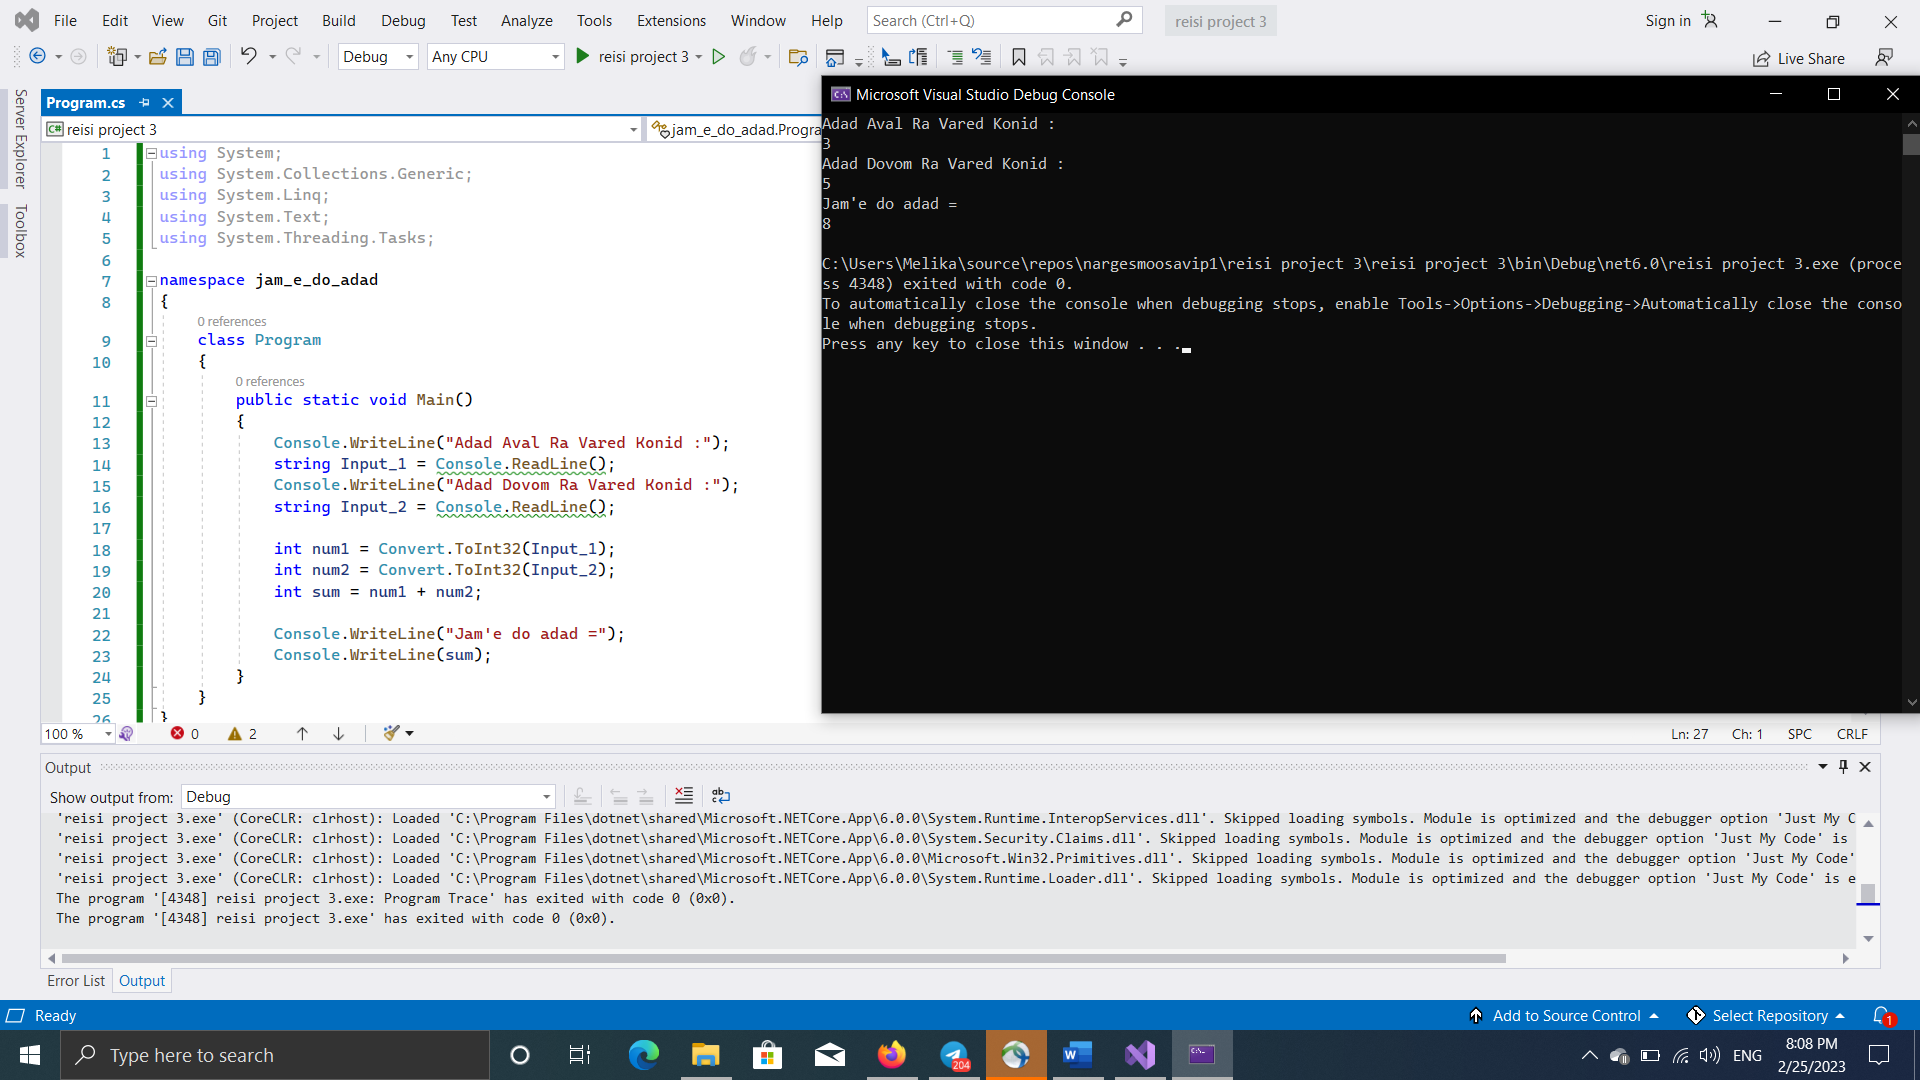 File Edit View Git Project Build Debug Test Analyze Tools Extensions Window Help Search (Ctrl+Q) reisi project 3 Sign in
Debug Any CPU reisi project 3 Live Share
Server Explorer
Toolbox
Program.cs
reisi project 3 jam_e_do_adad.Progra
1 using System;
2 using System.Collections.Generic;
3 using System.Linq;
4 using System.Text;
5 using System.Threading.Tasks;
6
7 namespace jam_e_do_adad
8 {
0 references
9 class Program
10 {
0 references
11 public static void Main()
12 {
13 Console.WriteLine("Adad Aval Ra Vared Konid :");
14 string Input_1 = Console.ReadLine();
15 Console.WriteLine("Adad Dovom Ra Vared Konid :");
16 string Input_2 = Console.ReadLine();
17
18 int num1 = Convert.ToInt32(Input_1);
19 int num2 = Convert.ToInt32(Input_2);
20 int sum = num1 + num2;
21
22 Console.WriteLine("Jam'e do adad =");
23 Console.WriteLine(sum);
24 }
25 }
26 }
Microsoft Visual Studio Debug Console
Adad Aval Ra Vared Konid :
3
Adad Dovom Ra Vared Konid :
5
Jam'e do adad =
8
C:\Users\Melika\source\repos\nargesmoosavip1\reisi project 3\reisi project 3\bin\Debug\net6.0\reisi project 3.exe (proce
ss 4348) exited with code 0.
To automatically close the console when debugging stops, enable Tools->Options->Debugging->Automatically close the conso
le when debugging stops.
Press any key to close this window . . .
100 % 0 2 Ln: 27 Ch: 1 SPC CRLF
Output
Show output from: Debug
'reisi project 3.exe' (CoreCLR: clrhost): Loaded 'C:\Program Files\dotnet\shared\Microsoft.NETCore.App\6.0.0\System.Runtime.InteropServices.dll'. Skipped loading symbols. Module is optimized and the debugger option 'Just My C
'reisi project 3.exe' (CoreCLR: clrhost): Loaded 'C:\Program Files\dotnet\shared\Microsoft.NETCore.App\6.0.0\System.Security.Claims.dll'. Skipped loading symbols. Module is optimized and the debugger option 'Just My Code' is
'reisi project 3.exe' (CoreCLR: clrhost): Loaded 'C:\Program Files\dotnet\shared\Microsoft.NETCore.App\6.0.0\Microsoft.Win32.Primitives.dll'. Skipped loading symbols. Module is optimized and the debugger option 'Just My Code'
'reisi project 3.exe' (CoreCLR: clrhost): Loaded 'C:\Program Files\dotnet\shared\Microsoft.NETCore.App\6.0.0\System.Runtime.Loader.dll'. Skipped loading symbols. Module is optimized and the debugger option 'Just My Code' is e
The program '[4348] reisi project 3.exe: Program Trace' has exited with code 0 (0x0).
The program '[4348] reisi project 3.exe' has exited with code 0 (0x0).
Error List Output
Ready Add to Source Control Select Repository 1
Type here to search 204 ENG 8:08 PM
2/25/2023